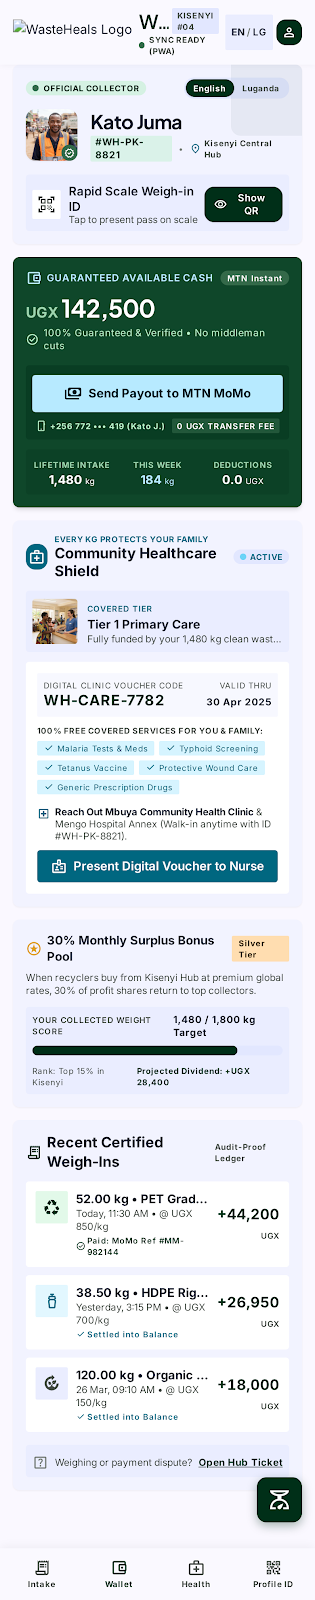 WasteHeals Logo
W...
KISENYI
#04
SYNC READY
(PWA)
EN / LG
OFFICIAL COLLECTOR
English
Luganda
Kato Juma
#WH-PK-
8821
•
Kisenyi Central
Hub
Rapid Scale Weigh-in
ID
Tap to present pass on scale
Show
QR
GUARANTEED AVAILABLE CASH
MTN Instant
UGX 142,500
100% Guaranteed & Verified • No middleman
cuts
Send Payout to MTN MoMo
+256 772 ••• 419 (Kato J.)
0 UGX TRANSFER FEE
LIFETIME INTAKE
1,480 kg
THIS WEEK
184 kg
DEDUCTIONS
0.0 UGX
EVERY KG PROTECTS YOUR FAMILY
Community Healthcare
Shield
ACTIVE
COVERED TIER
Tier 1 Primary Care
Fully funded by your 1,480 kg clean wast...
DIGITAL CLINIC VOUCHER CODE
WH-CARE-7782
VALID THRU
30 Apr 2025
100% FREE COVERED SERVICES FOR YOU & FAMILY:
Malaria Tests & Meds
Typhoid Screening
Tetanus Vaccine
Protective Wound Care
Generic Prescription Drugs
Reach Out Mbuya Community Health Clinic &
Mengo Hospital Annex (Walk-in anytime with ID
#WH-PK-8821).
Present Digital Voucher to Nurse
30% Monthly Surplus Bonus
Pool
Silver
Tier
When recyclers buy from Kisenyi Hub at premium global
rates, 30% of profit shares return to top collectors.
YOUR COLLECTED WEIGHT
SCORE
1,480 / 1,800 kg
Target
Rank: Top 15% in
Kisenyi
Projected Dividend: +UGX
28,400
Recent Certified
Weigh-Ins
Audit-Proof
Ledger
52.00 kg • PET Grad...
Today, 11:30 AM • @ UGX
850/kg
Paid: MoMo Ref #MM-
982144
+44,200
UGX
38.50 kg • HDPE Rig...
Yesterday, 3:15 PM • @ UGX
700/kg
Settled into Balance
+26,950
UGX
120.00 kg • Organic ...
26 Mar, 09:10 AM • @ UGX
150/kg
Settled into Balance
+18,000
UGX
Weighing or payment dispute?
Open Hub Ticket
Intake
Wallet
Health
Profile ID